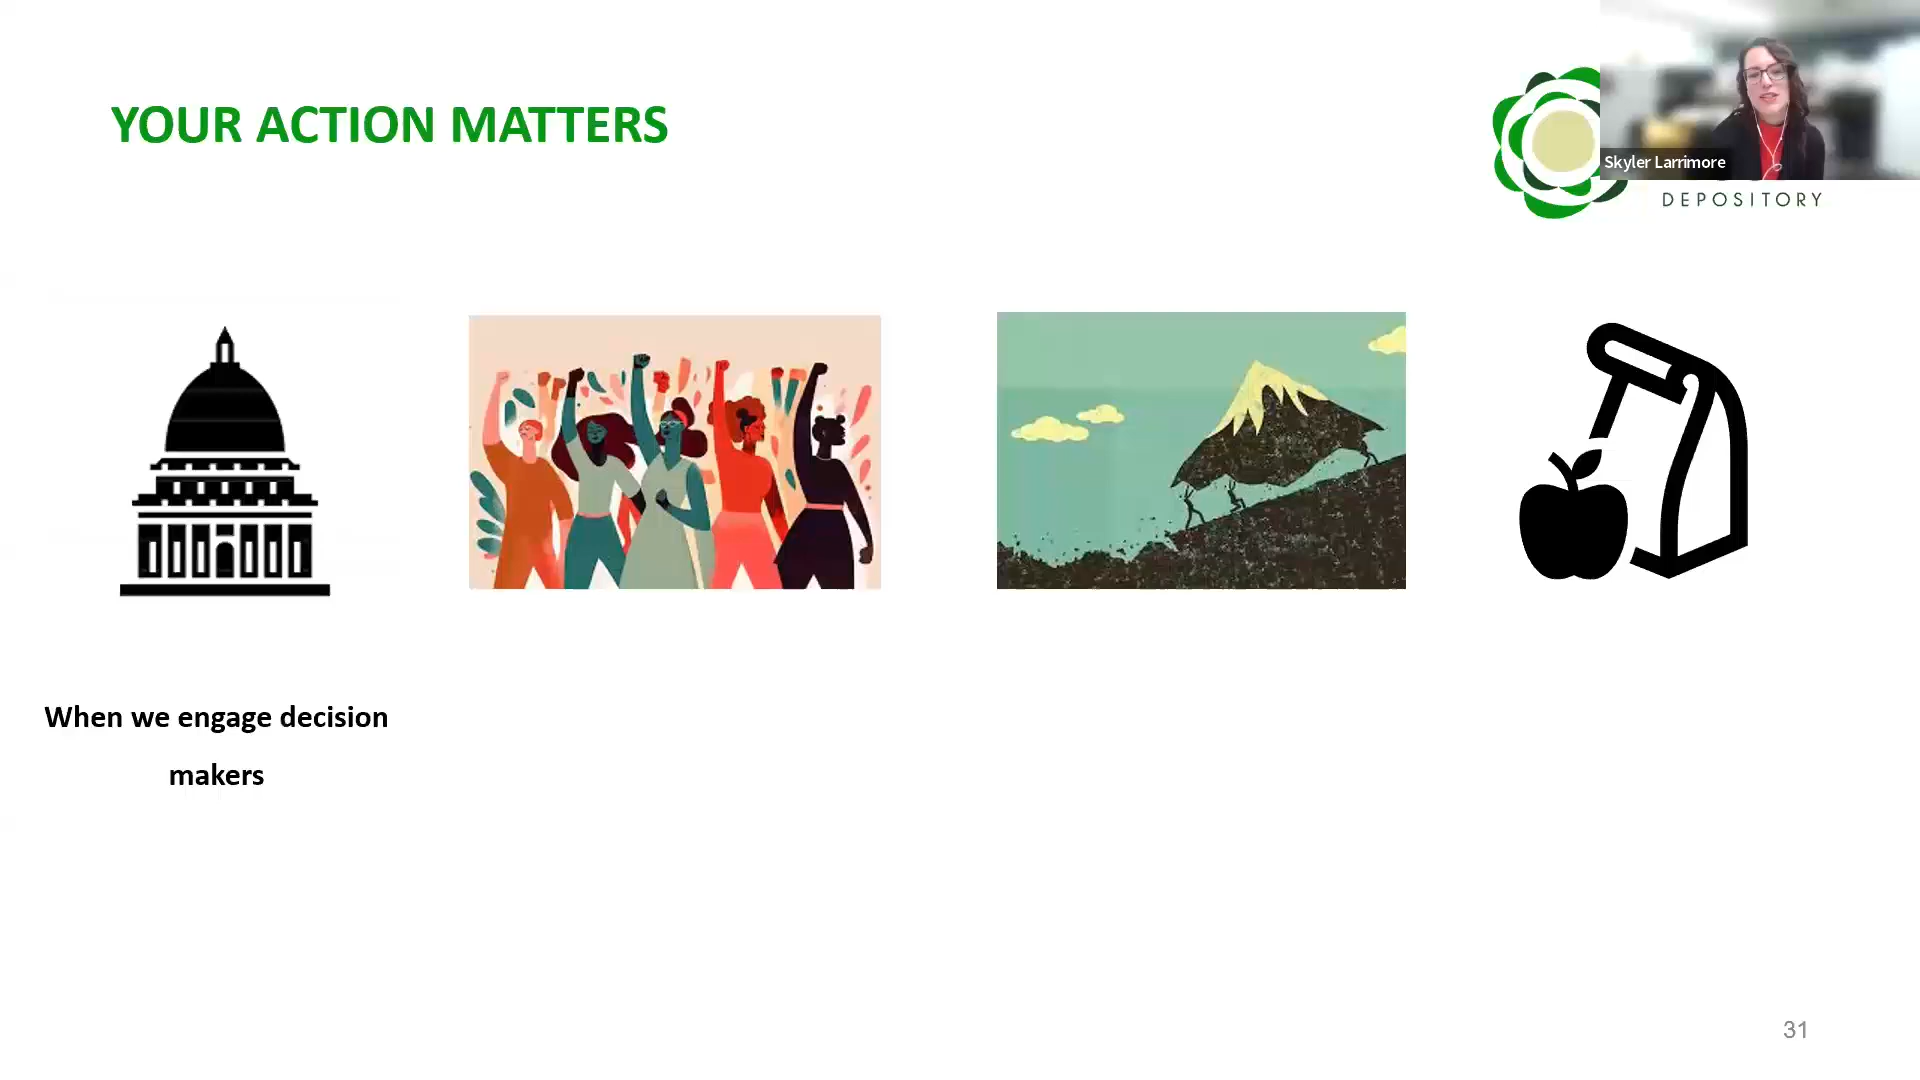 YOUR ACTION MATTERS
Skyler Larrimore
DEPOSITORY
When we engage decision
makers
31